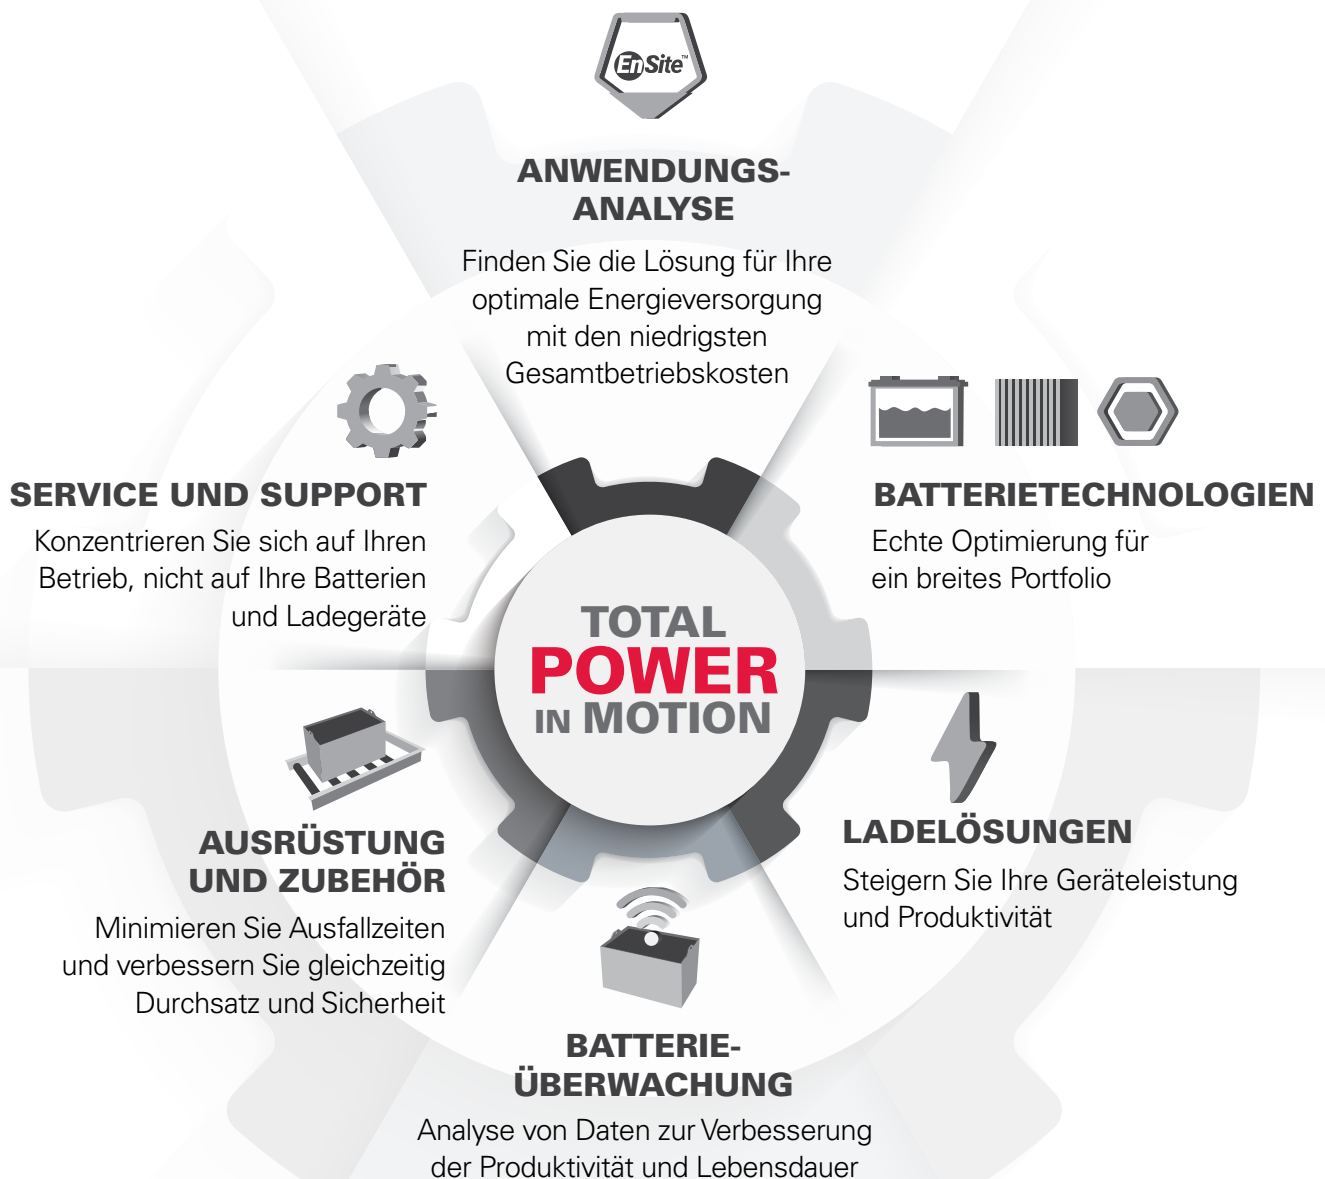 EnSite™
ANWENDUNGS-
ANALYSE
Finden Sie die Lösung für Ihre
optimale Energieversorgung
mit den niedrigsten
Gesamtbetriebskosten
SERVICE UND SUPPORT
Konzentrieren Sie sich auf Ihren
Betrieb, nicht auf Ihre Batterien
und Ladegeräte
BATTERIETECHNOLOGIEN
Echte Optimierung für
ein breites Portfolio
TOTAL
POWER
IN MOTION
AUSRÜSTUNG
UND ZUBEHÖR
Minimieren Sie Ausfallzeiten
und verbessern Sie gleichzeitig
Durchsatz und Sicherheit
LADELÖSUNGEN
Steigern Sie Ihre Geräteleistung
und Produktivität
BATTERIE-
ÜBERWACHUNG
Analyse von Daten zur Verbesserung
der Produktivität und Lebensdauer